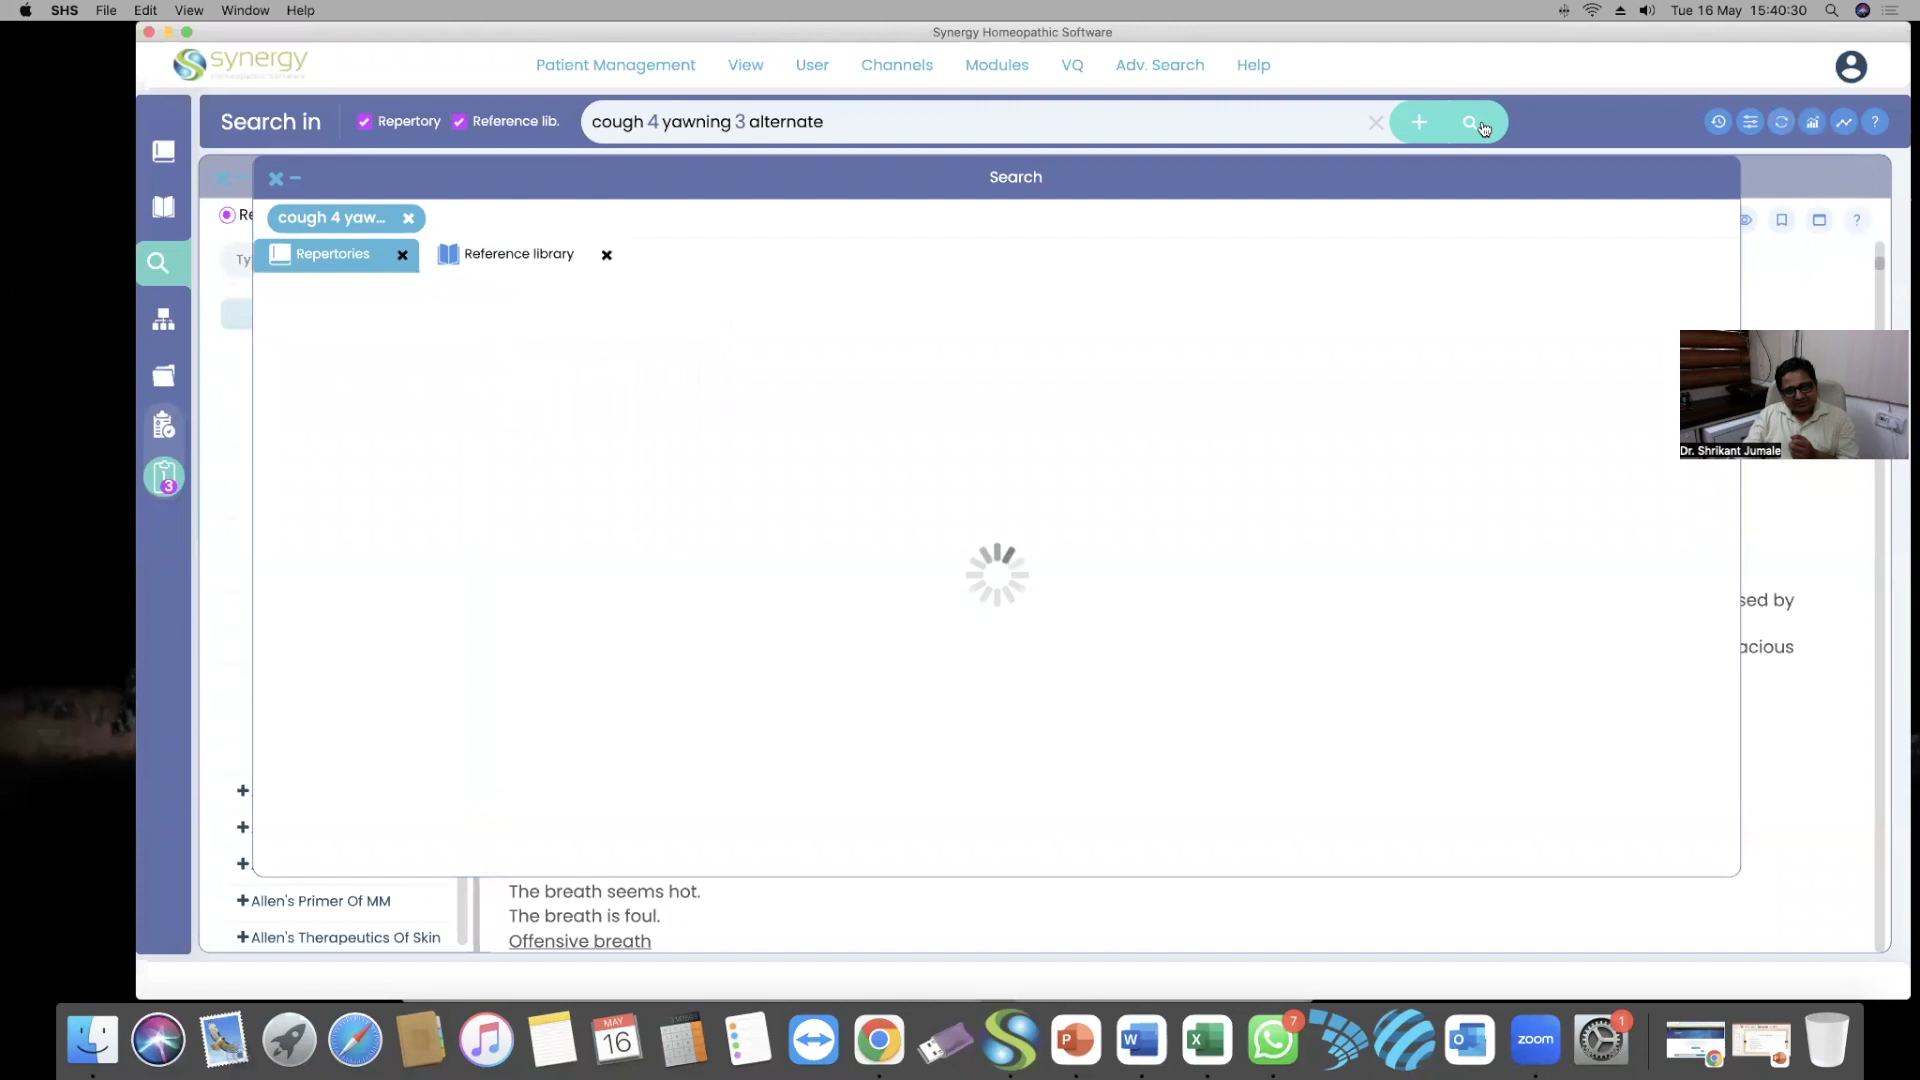 SHS File Edit View Window Help Tue 16 May 15:40:30
Synergy Homeopathic Software
synergy
Patient Management View User Channels Modules VQ Adv. Search Help
Search in Repertory Reference lib. cough 4 yawning 3 alternate
Search
cough 4 yaw...
Repertories Reference library
Dr. Shrikant Jumale
sed by
acious
The breath seems hot.
Allen's Primer Of MM
The breath is foul.
Allen's Therapeutics Of Skin
Offensive breath
3
MAY
16
7
zoom
1